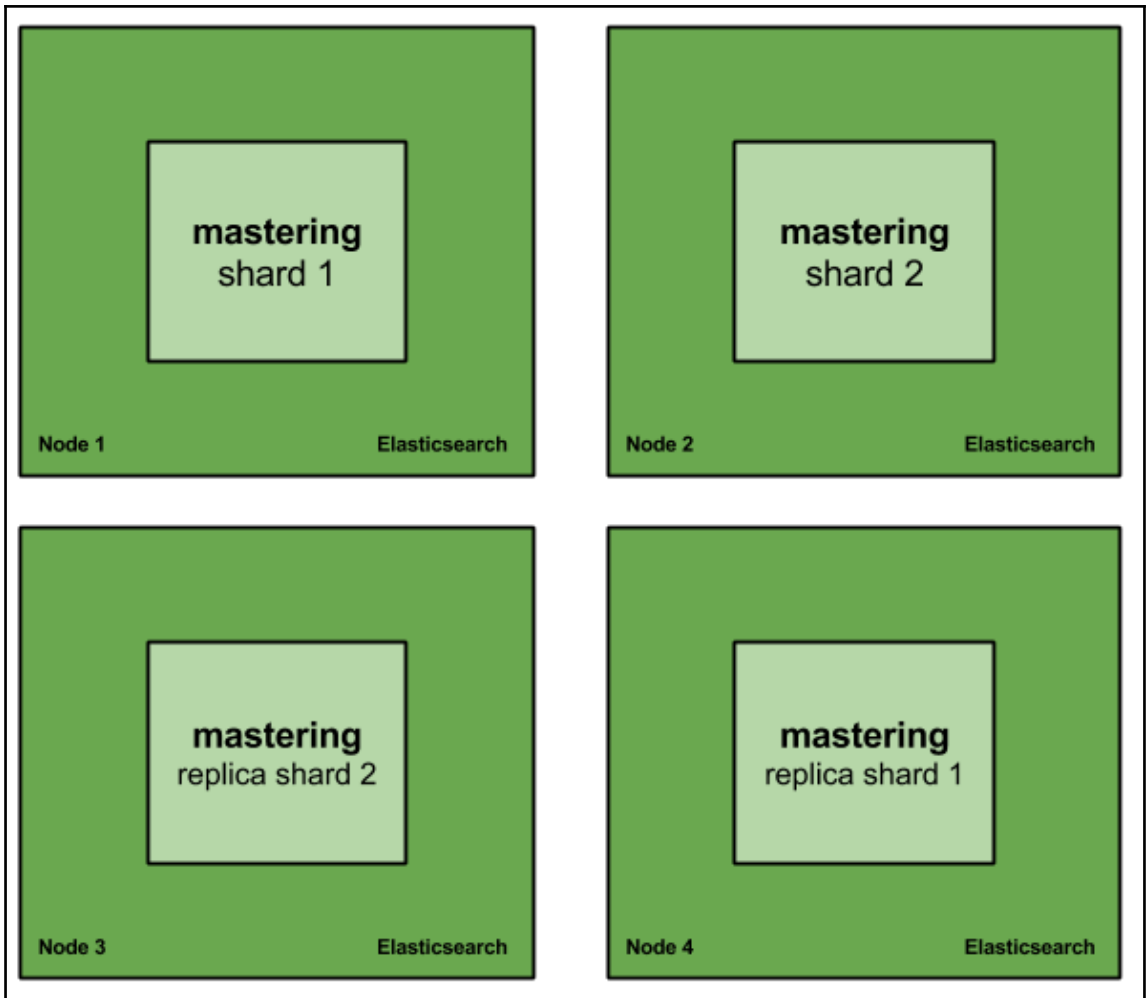 mastering
shard 1
Node 1
Elasticsearch
mastering
shard 2
Node 2
Elasticsearch
mastering
replica shard 2
Node 3
Elasticsearch
mastering
replica shard 1
Node 4
Elasticsearch